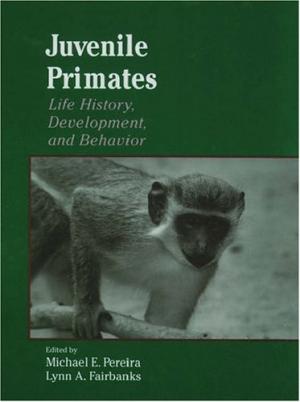 Juvenile
Primates
Life History,
Development,
and Behavior
Edited by
Michael E. Pereira
Lynn A. Fairbanks